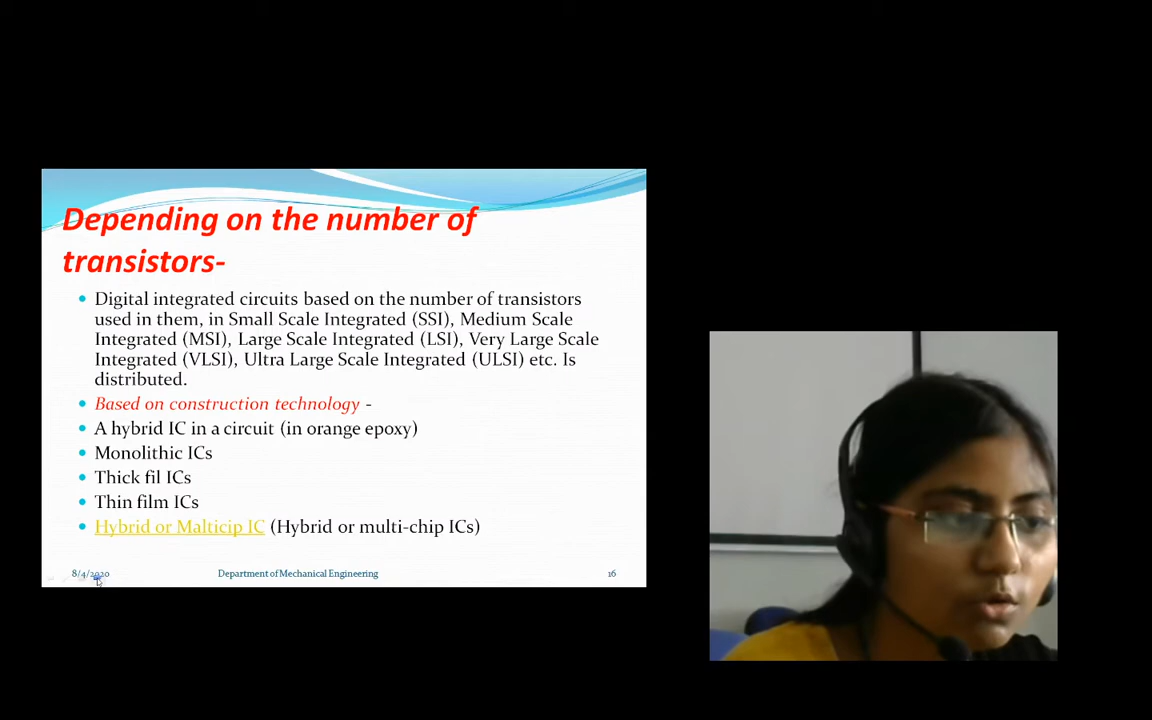 Depending on the number of
transistors-
Digital integrated circuits based on the number of transistors
used in them, in Small Scale Integrated (SSI), Medium Scale
Integrated (MSI), Large Scale Integrated (LSI), Very Large Scale
Integrated (VLSI), Ultra Large Scale Integrated (ULSI) etc. Is
distributed.
Based on construction technology -
A hybrid IC in a circuit (in orange epoxy)
Monolithic ICs
Thick fil ICs
Thin film ICs
Hybrid or Malticip IC (Hybrid or multi-chip ICs)
8/4/2020 Department of Mechanical Engineering 16